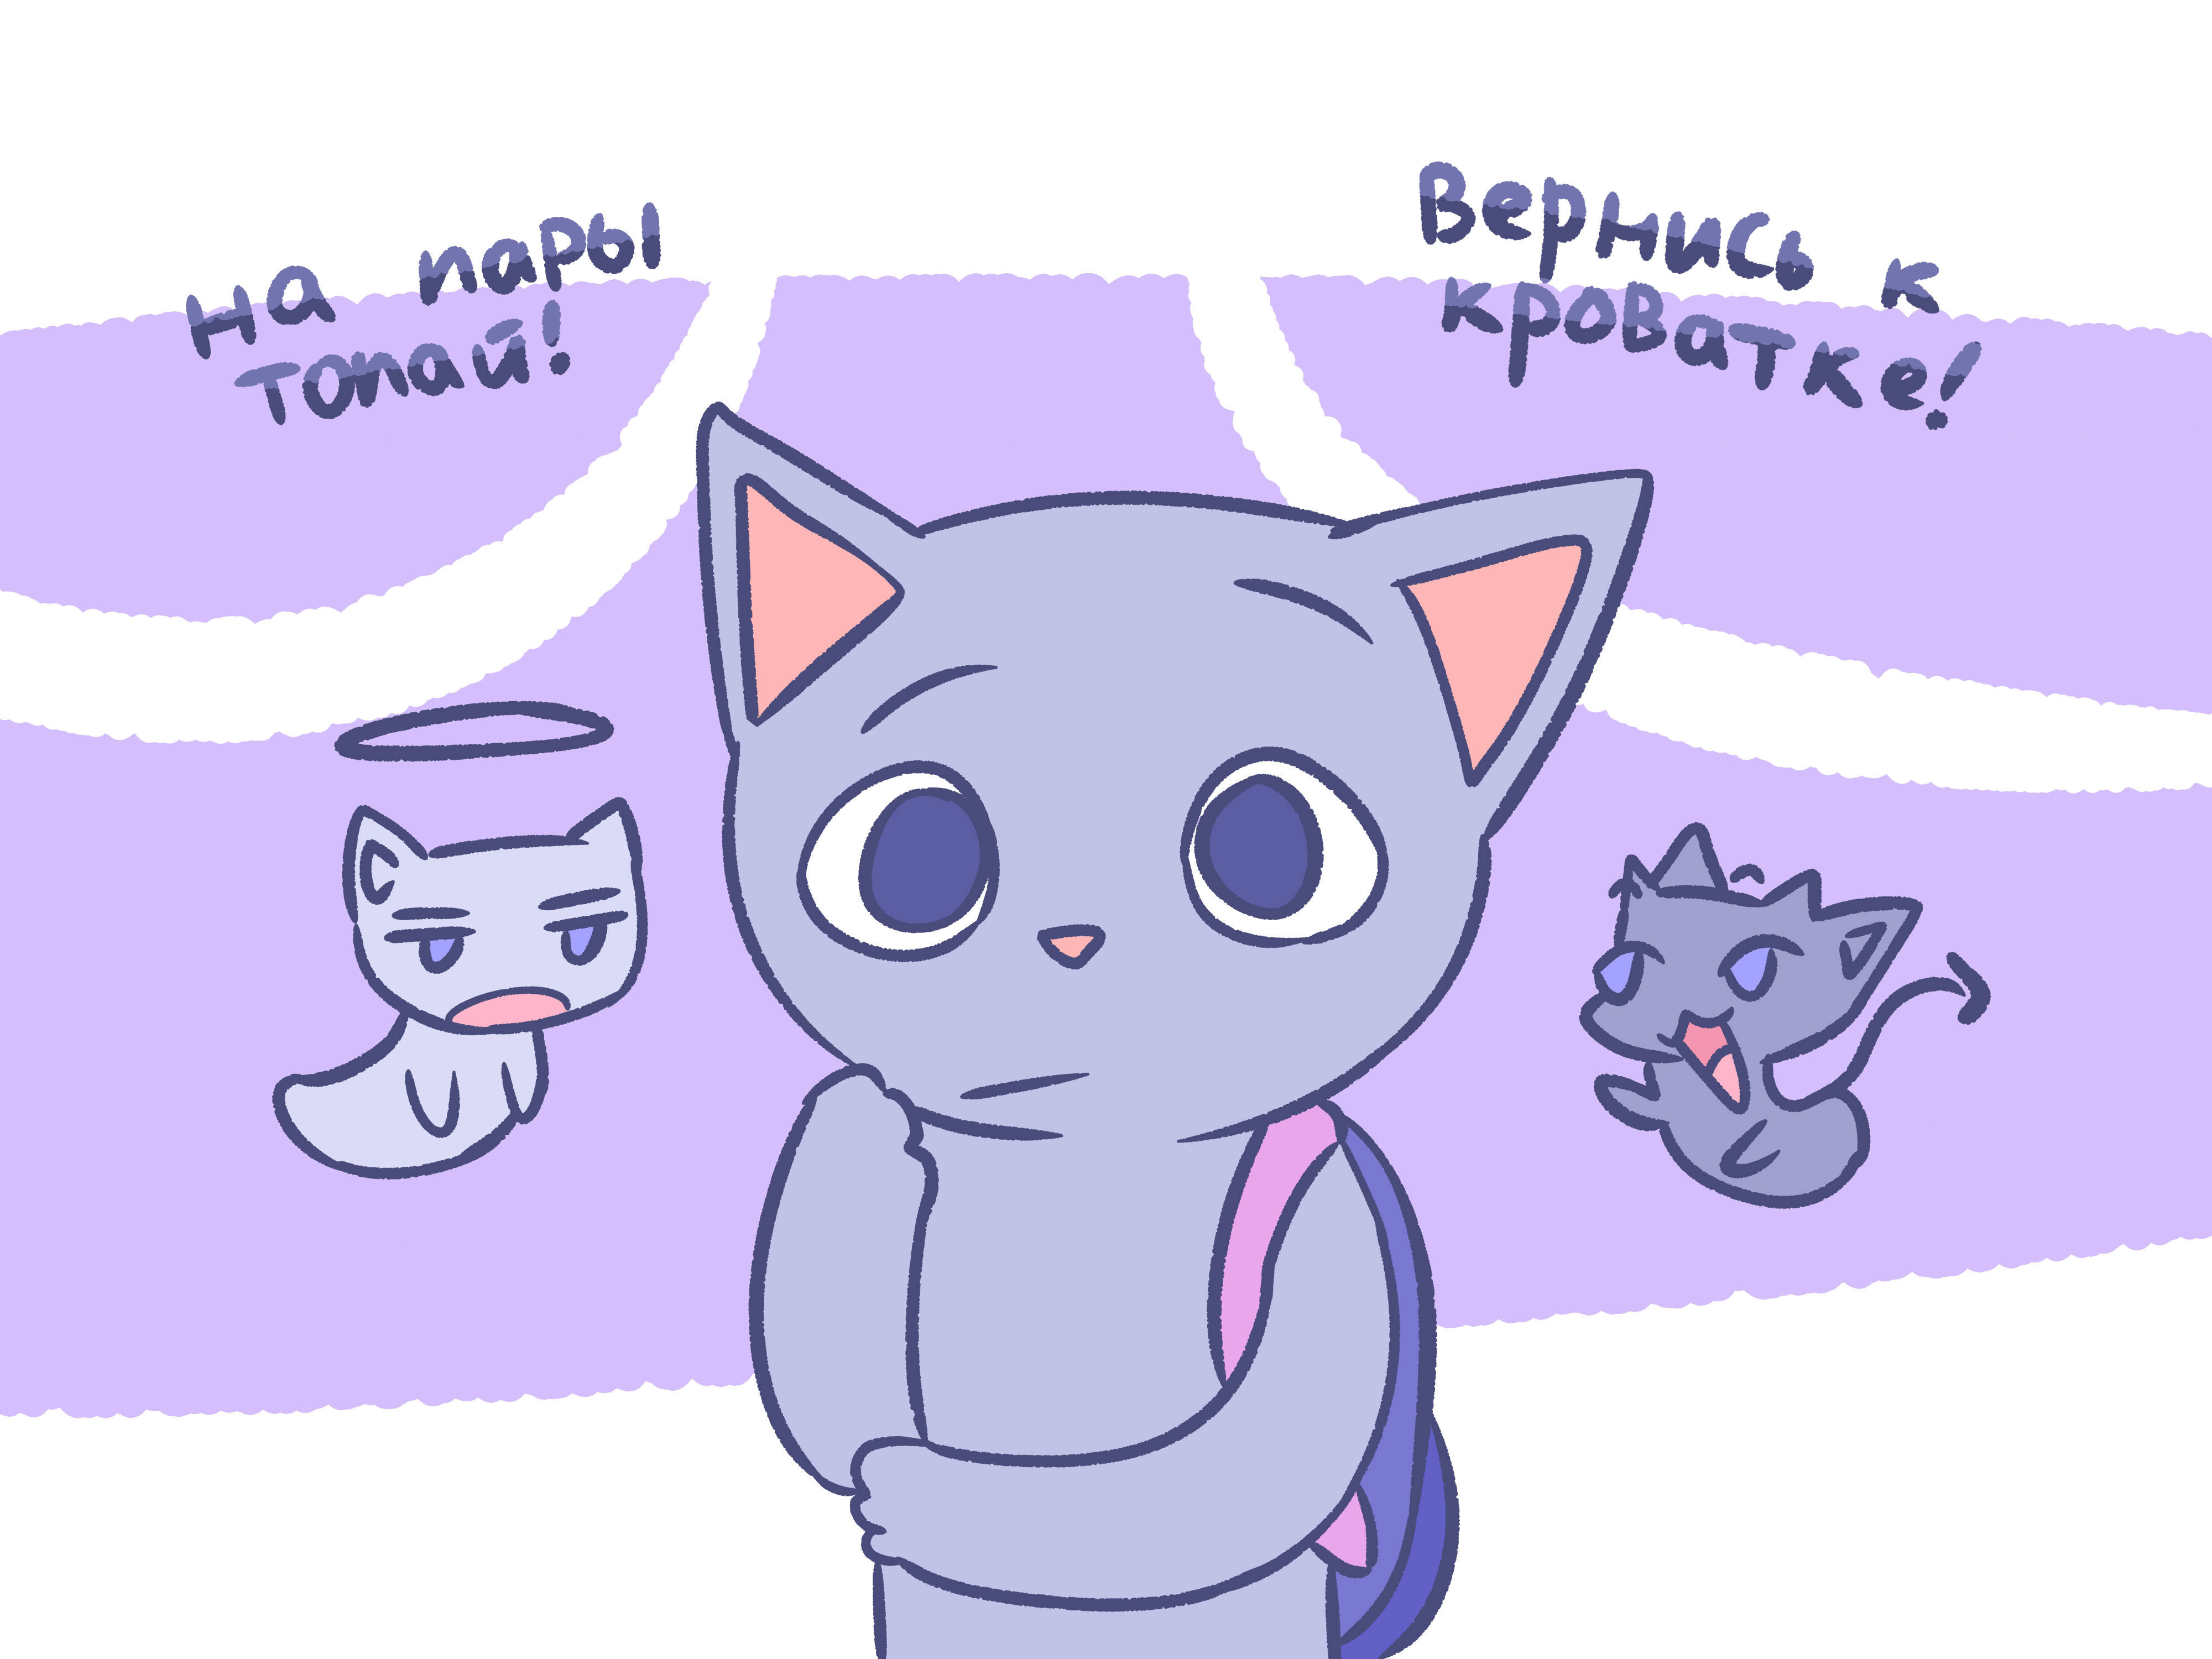 на пары
топай!
Вернись к
кроватке!